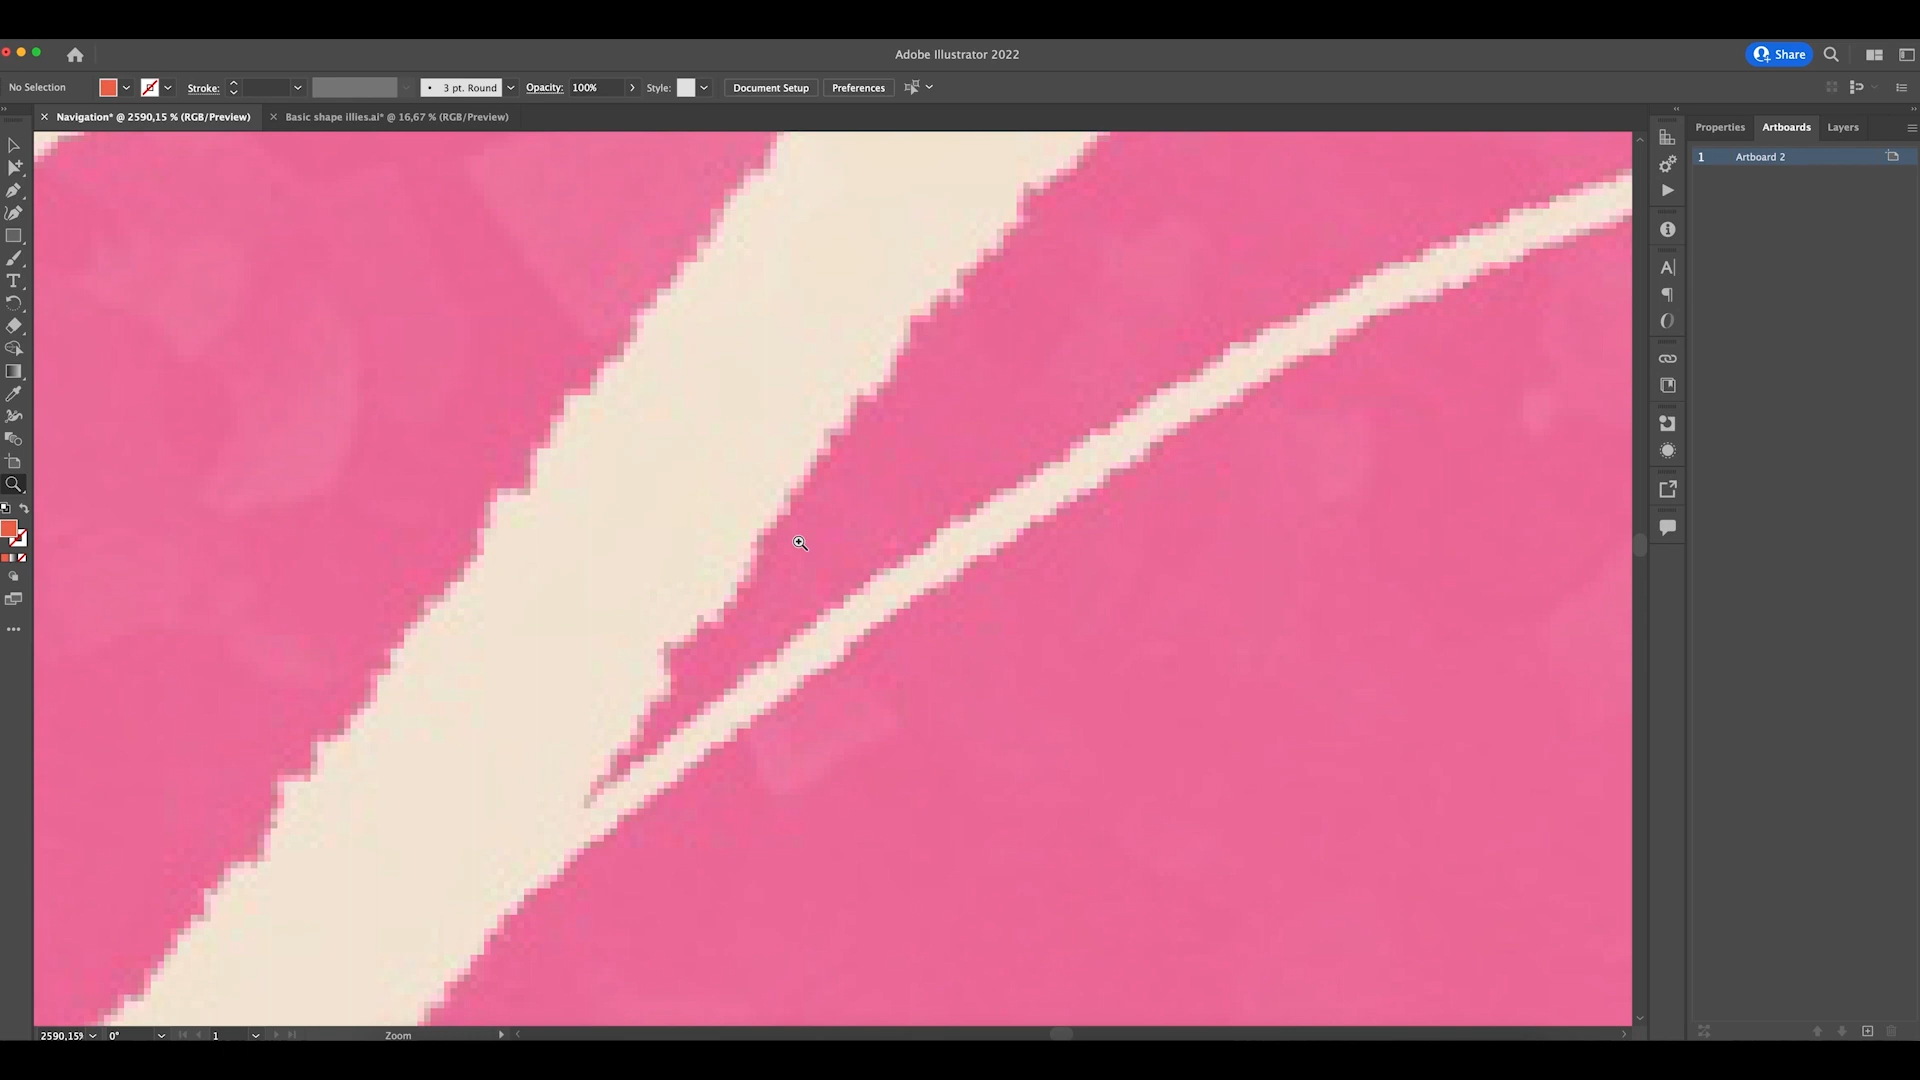 Adobe Illustrator 2022
Share
No Selection
Stroke:
3 pt. Round
Opacity: 100%
Style:
Document Setup
Preferences
Navigation* @ 2590,15 % (RGB/Preview)
Basic shape illies.ai* @ 16,67 % (RGB/Preview)
Properties
Artboards
Layers
1 Artboard 2
2590,15%
0°
1
Zoom